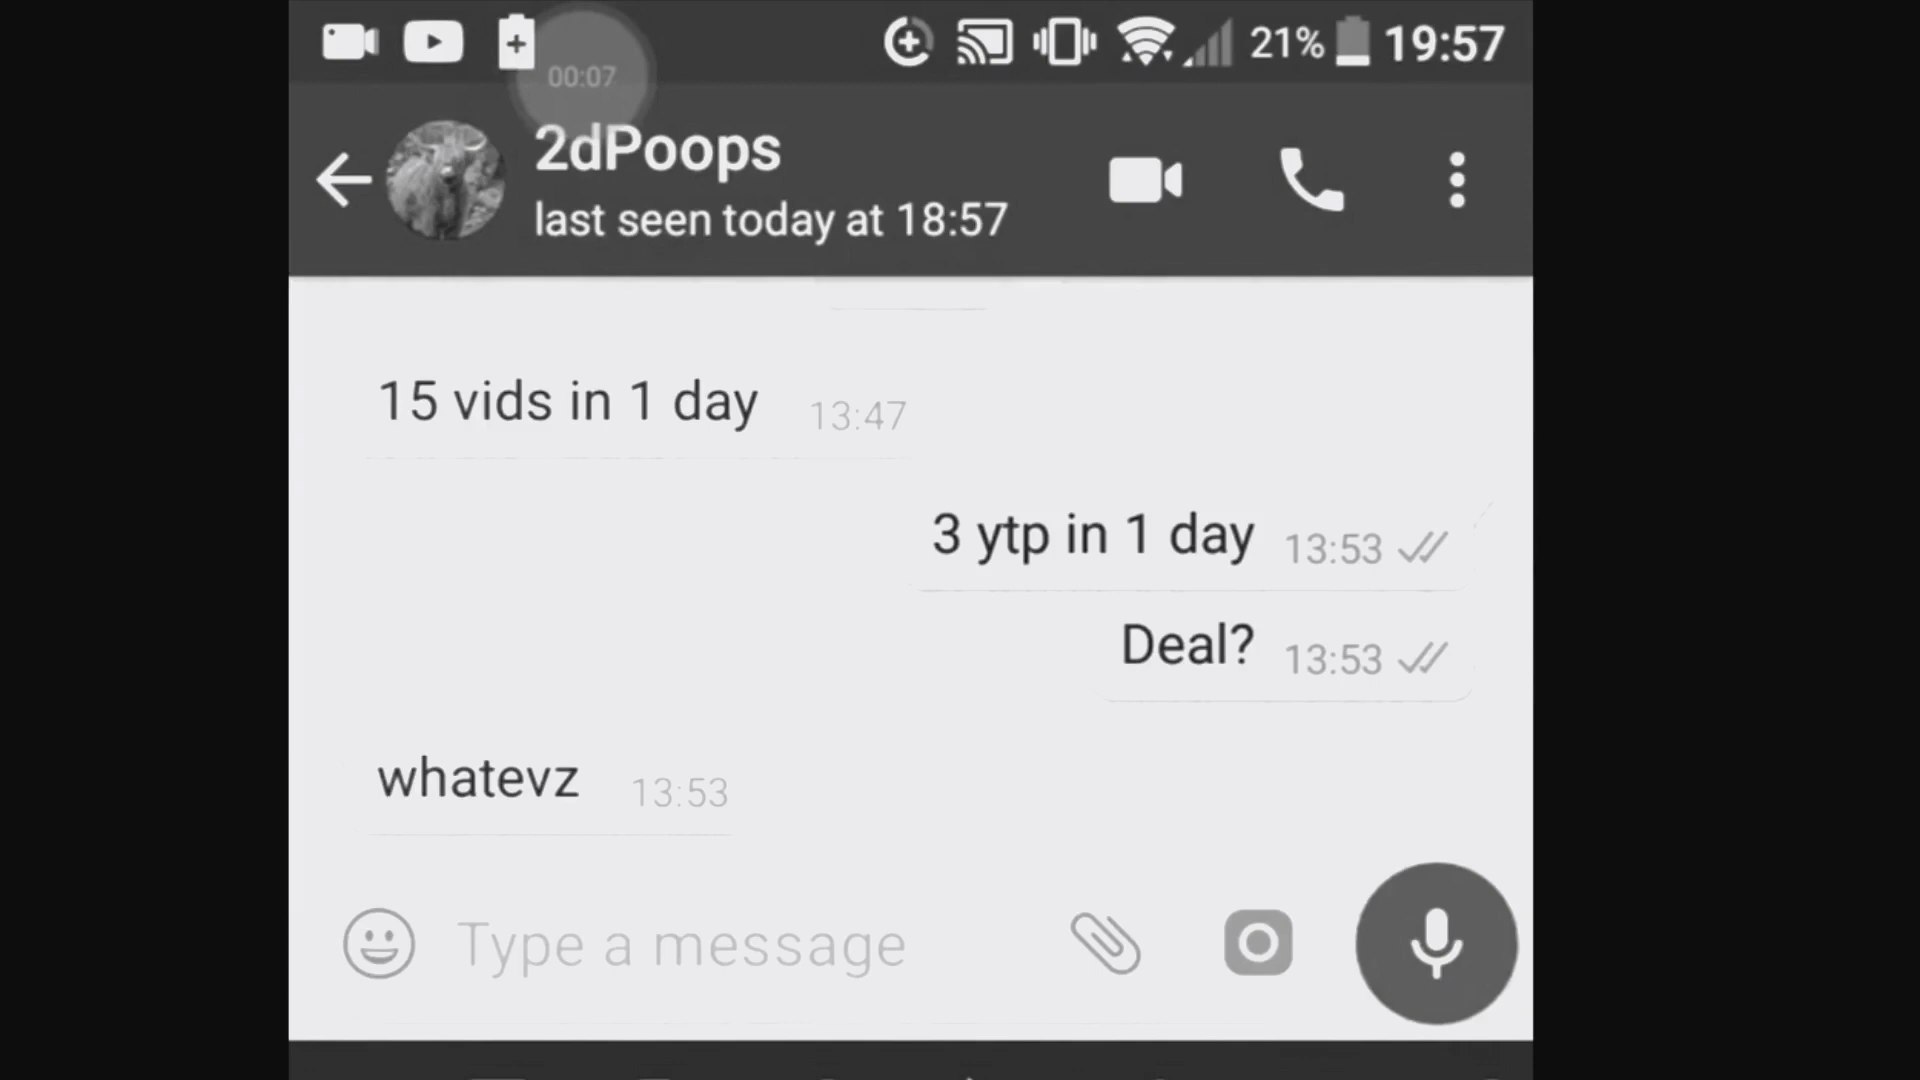 21% 19:57
00:07
2dPoops
last seen today at 18:57
15 vids in 1 day 13:47
3 ytp in 1 day 13:53
Deal? 13:53
whatevz 13:53
Type a message